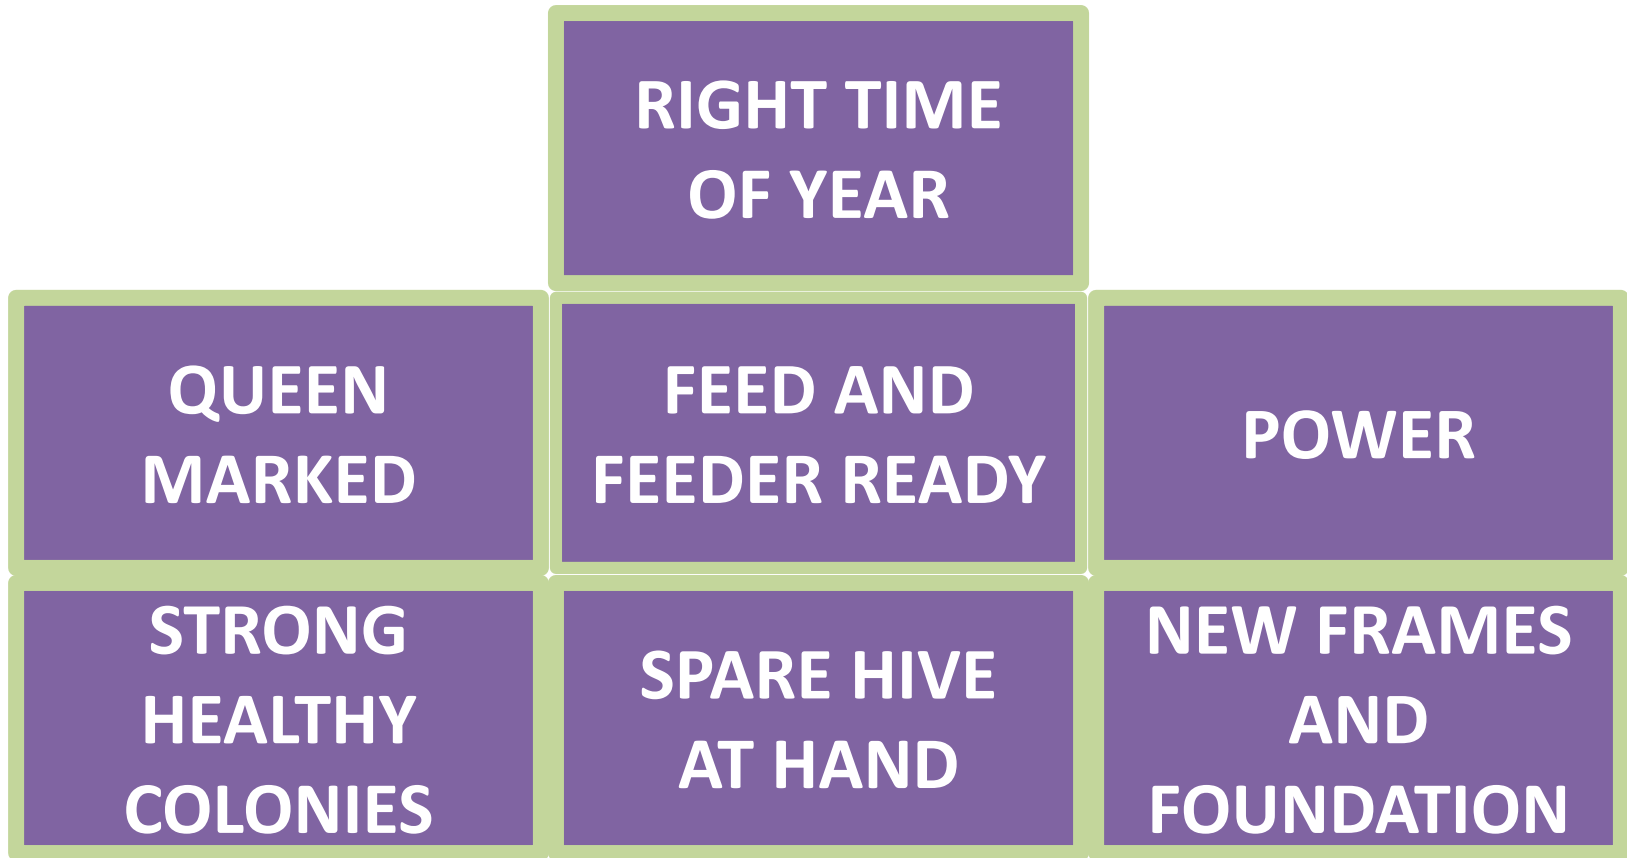 RIGHT TIME
OF YEAR
QUEEN
MARKED
FEED AND
FEEDER READY
POWER
STRONG
HEALTHY
COLONIES
SPARE HIVE
AT HAND
NEW FRAMES
AND
FOUNDATION